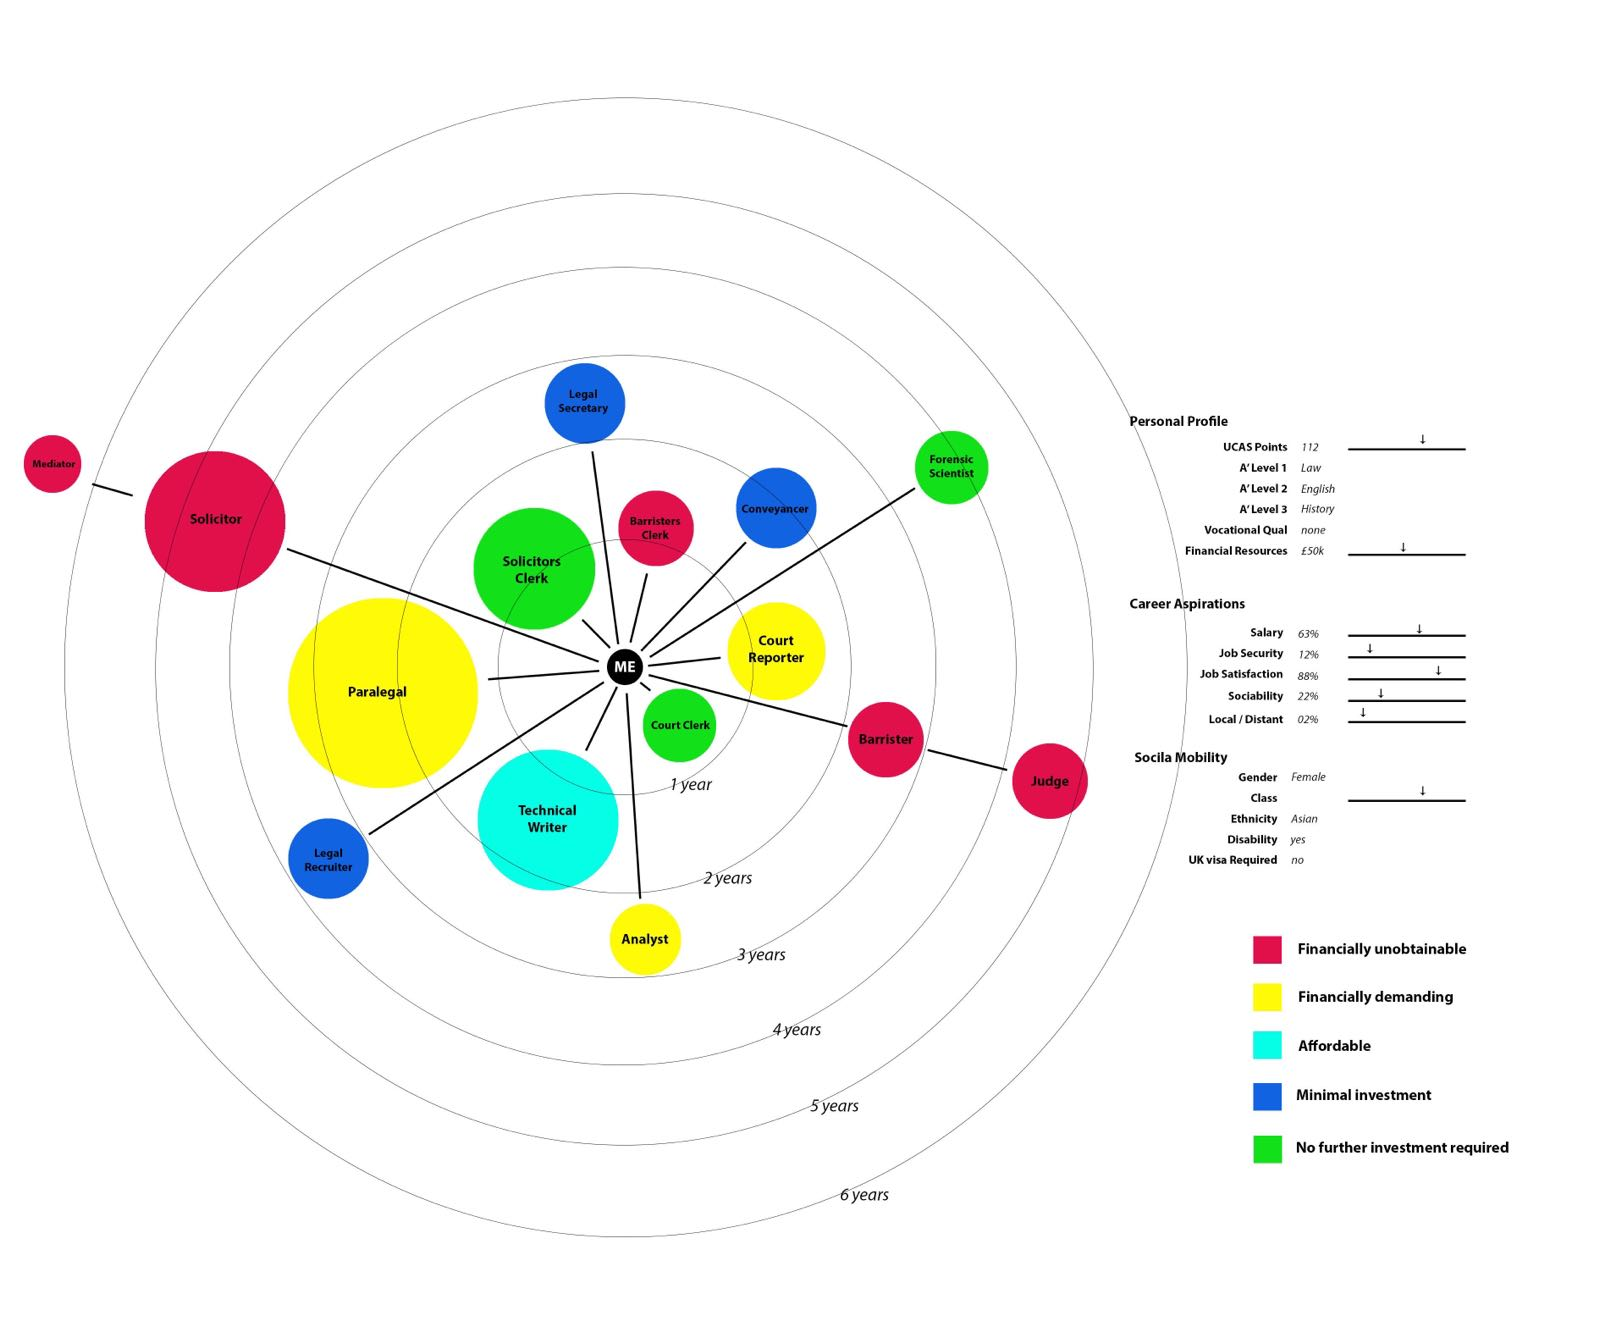 Legal
Secretary
Mediator
Solicitor
Barristers
Clerk
Conveyancer
Forensic
Scientist
Solicitors
Clerk
Court
Reporter
ME
Paralegal
Court Clerk
Barrister
Judge
Technical
Writer
Legal
Recruiter
Analyst
1 year
2 years
3 years
4 years
5 years
6 years
Personal Profile
UCAS Points 112
A' Level 1 Law
A' Level 2 English
A' Level 3 History
Vocational Qual none
Financial Resources £50k
Career Aspirations
Salary 63%
Job Security 12%
Job Satisfaction 88%
Sociability 22%
Local / Distant 02%
Socila Mobility
Gender Female
Class
Ethnicity Asian
Disability yes
UK visa Required no
Financially unobtainable
Financially demanding
Affordable
Minimal investment
No further investment required